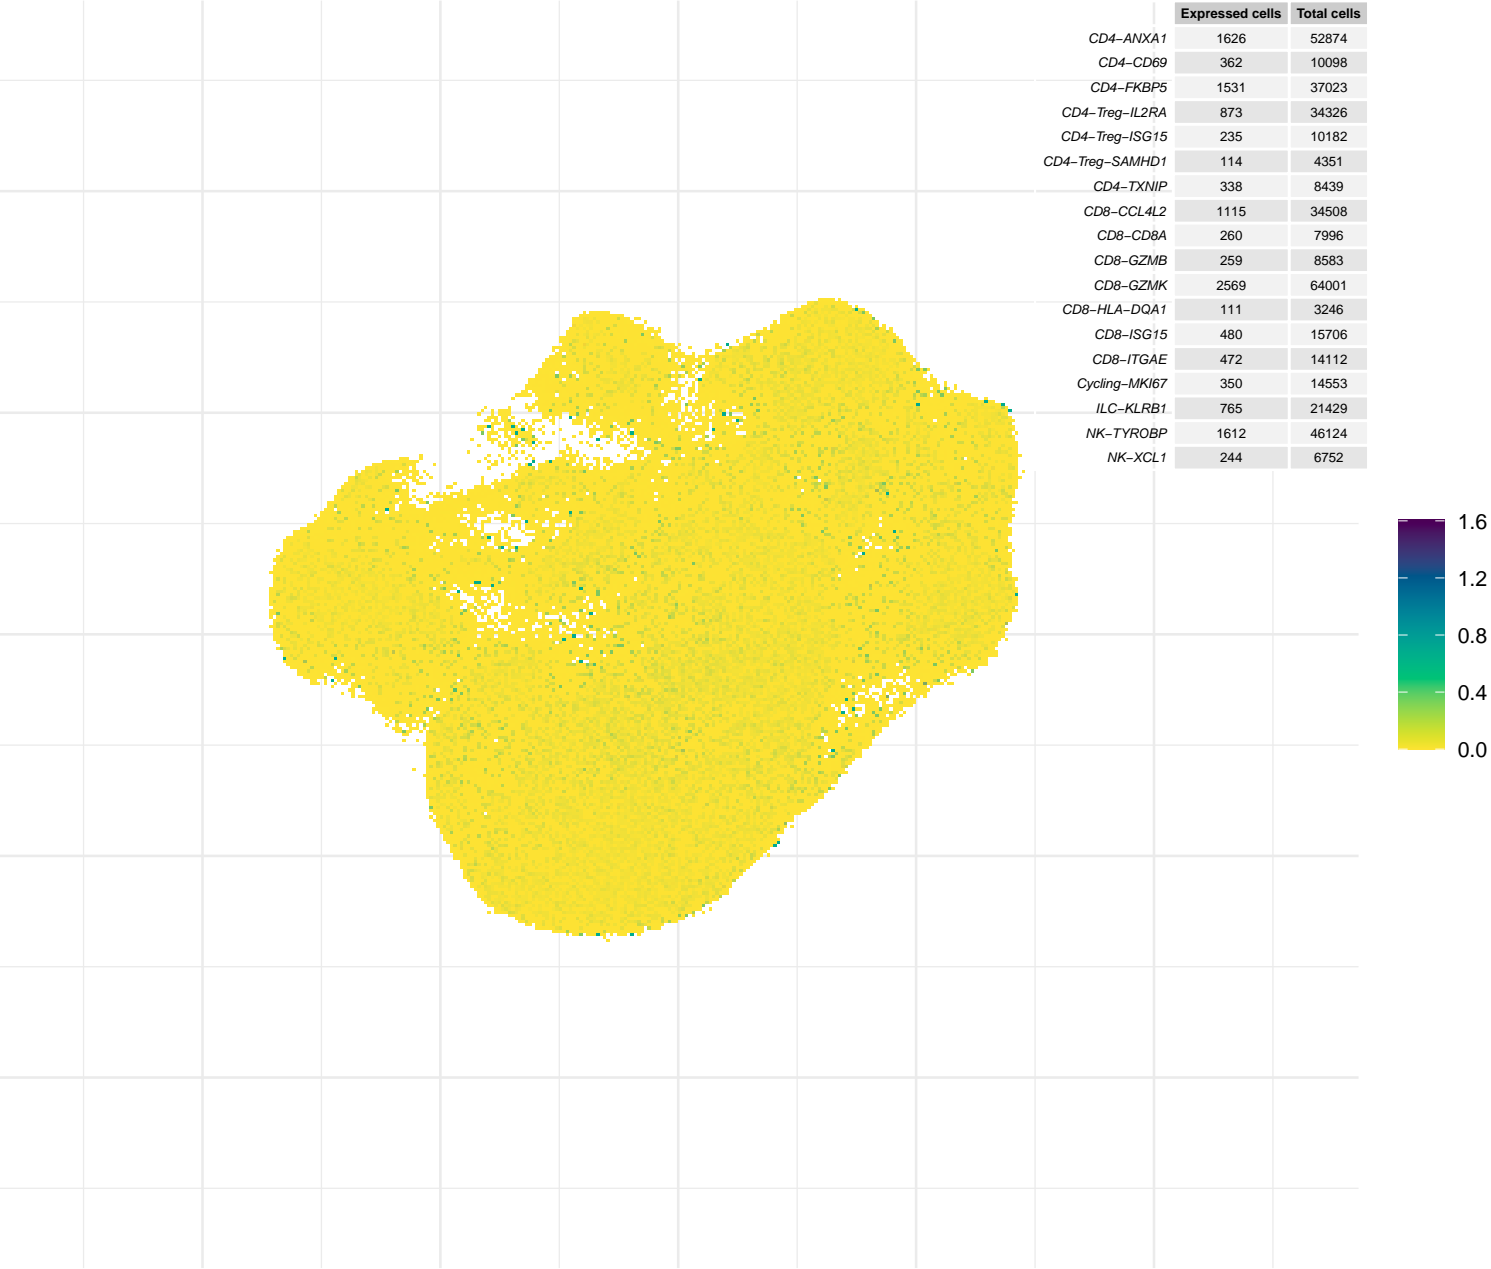 Expressed cells Total cells
CD4−ANXA1 1626 52874
CD4−CD69 362 10098
CD4−FKBP5 1531 37023
CD4−Treg−IL2RA 873 34326
CD4−Treg−ISG15 235 10182
CD4−Treg−SAMHD1 114 4351
CD4−TXNIP 338 8439
CD8−CCL4L2 1115 34508
CD8−CD8A 260 7996
CD8−GZMB 259 8583
CD8−GZMK 2569 64001
CD8−HLA−DQA1 111 3246
CD8−ISG15 480 15706
CD8−ITGAE 472 14112
Cycling−MKI67 350 14553
ILC−KLRB1 765 21429
NK−TYROBP 1612 46124
NK−XCL1 244 6752
1.6
1.2
0.8
0.4
0.0